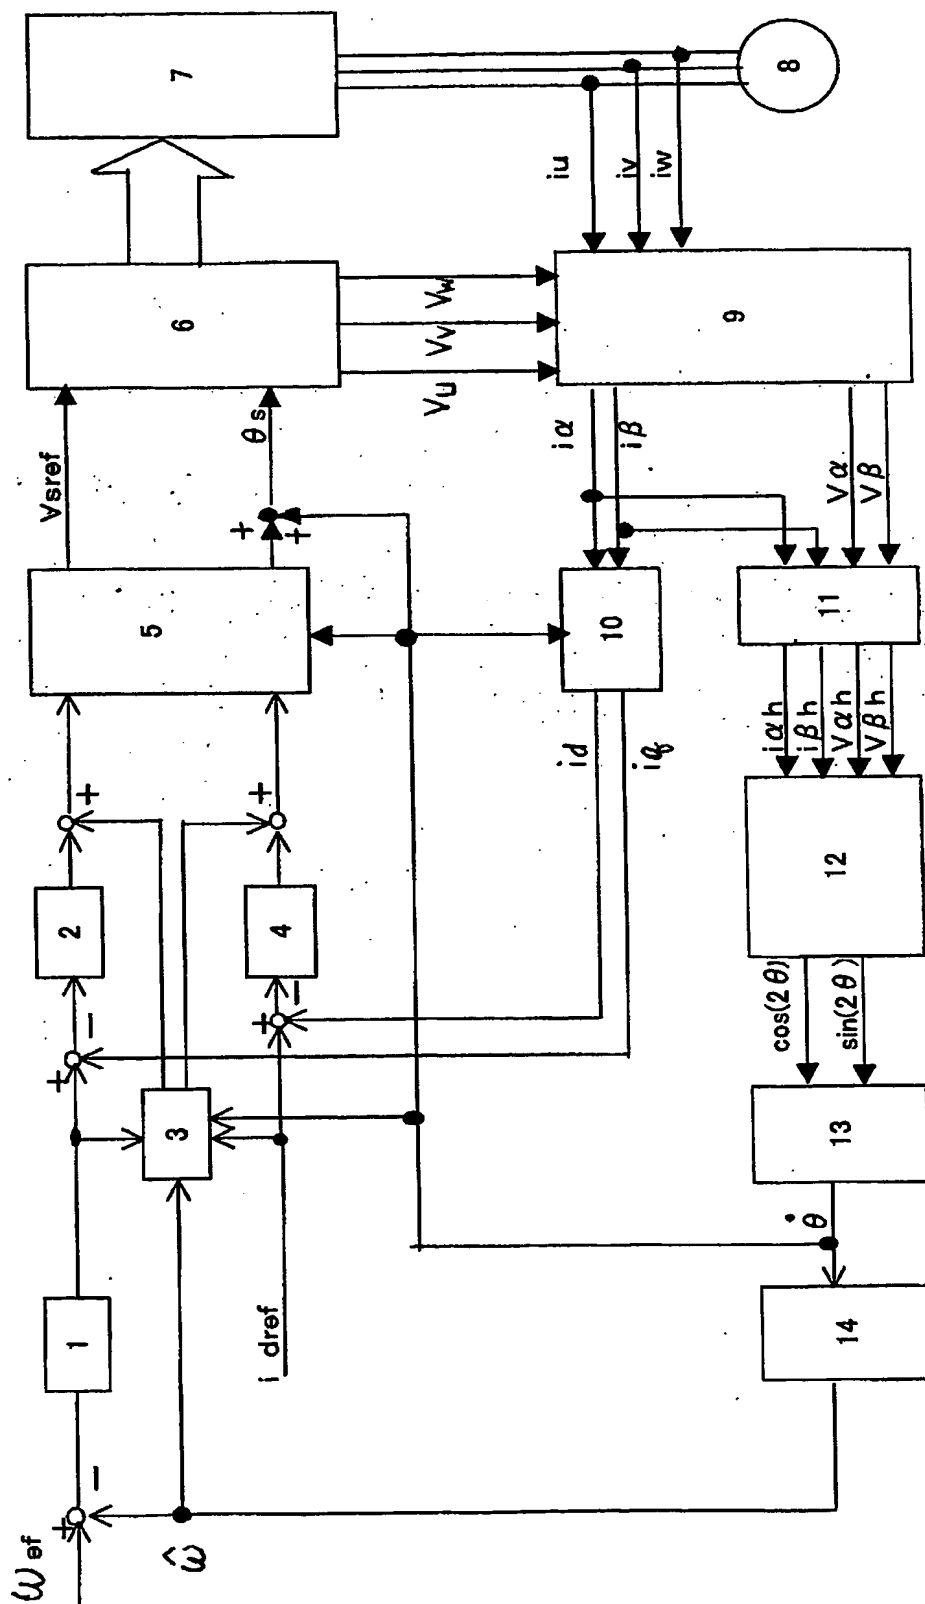 ωef
+
−
ω̂
1
i dref
+
−
2
3
+
−
4
+
+
5
Vsref
+
+
θs
6
7
8
Vu
Vv
Vw
iu
iv
iw
9
iα
iβ
Vα
Vβ
10
id
iq
11
iαh
iβh
Vαh
Vβh
12
cos(2θ)
sin(2θ)
13
θ̇
14